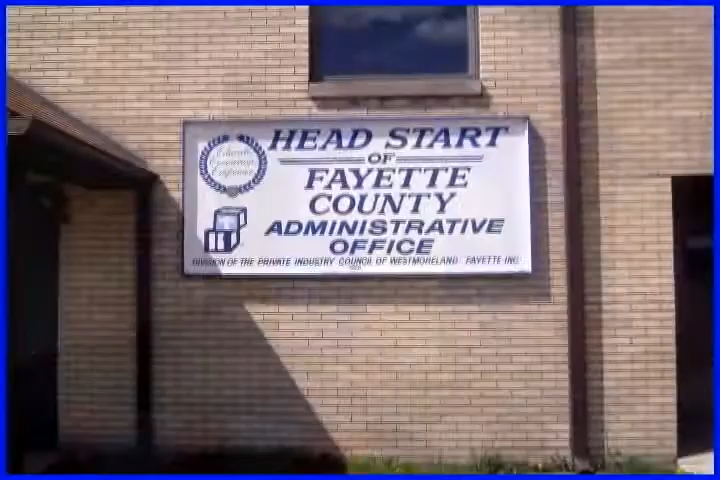 HEAD START
OF
FAYETTE
COUNTY
ADMINISTRATIVE
OFFICE
DIVISION OF THE PRIVATE INDUSTRY COUNCIL OF WESTMORELAND FAYETTE INC